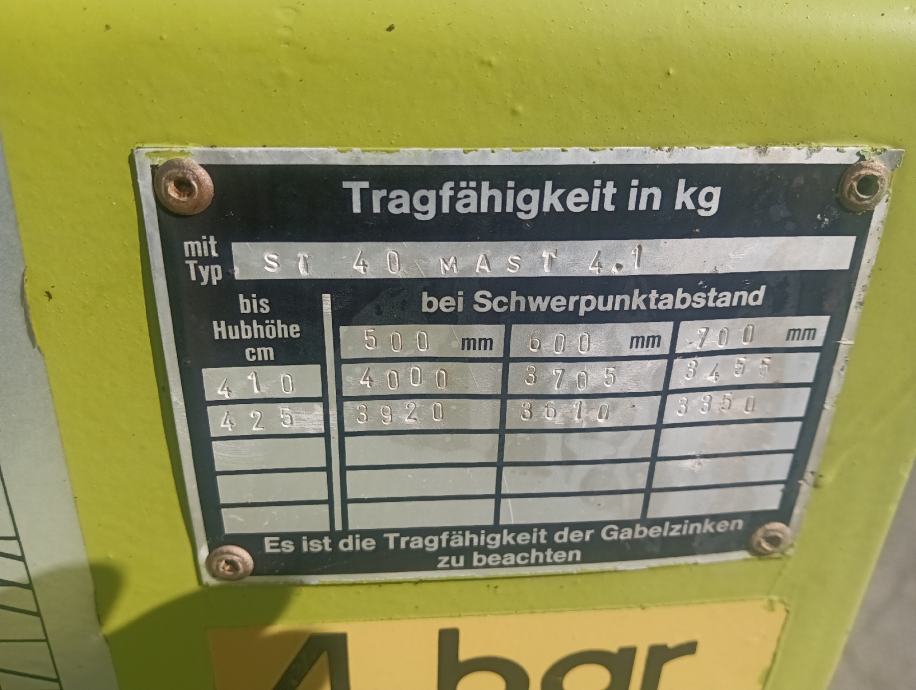 Tragfähigkeit in kg
mit Typ ST 40 MAST 4.1
bis Hubhöhe cm
bei Schwerpunktabstand
500 mm 600 mm 700 mm
410 4000 3705 3455
425 3920 3610 3350
Es ist die Tragfähigkeit der Gabelzinken
zu beachten
4 bar